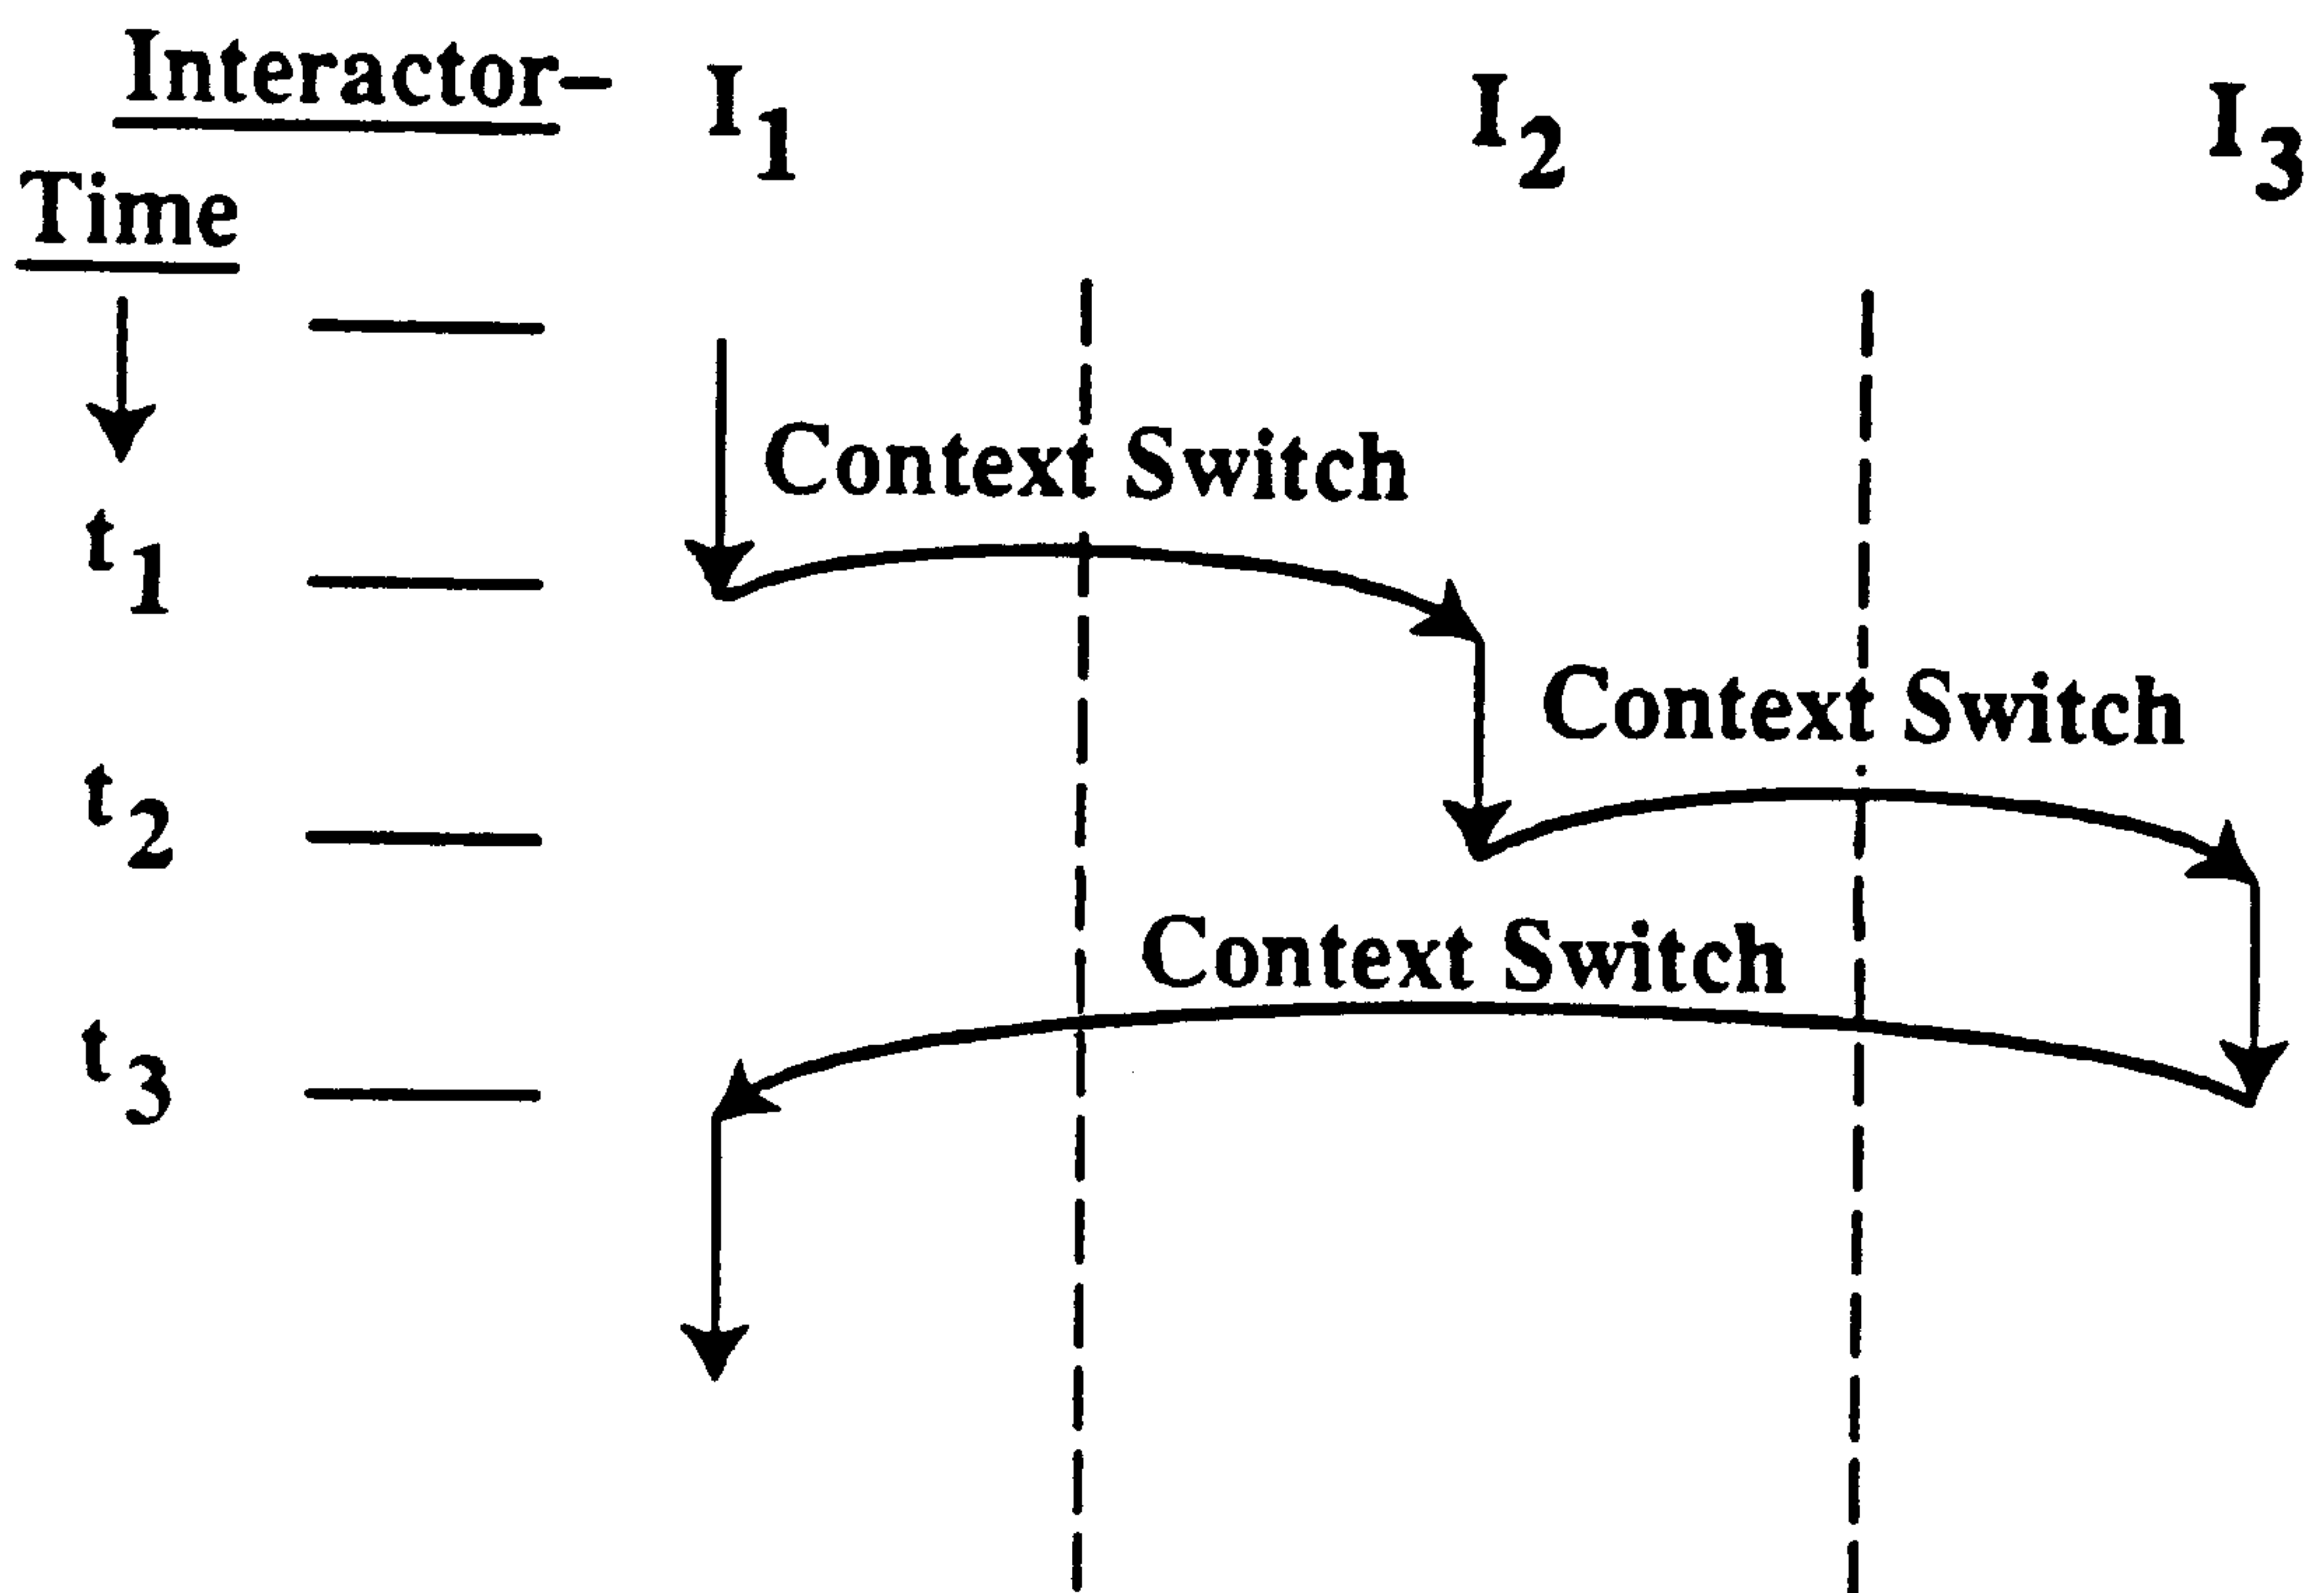 Interactor– I1 I2 I3
Time
Context Switch
t1
Context Switch
t2
Context Switch
t3